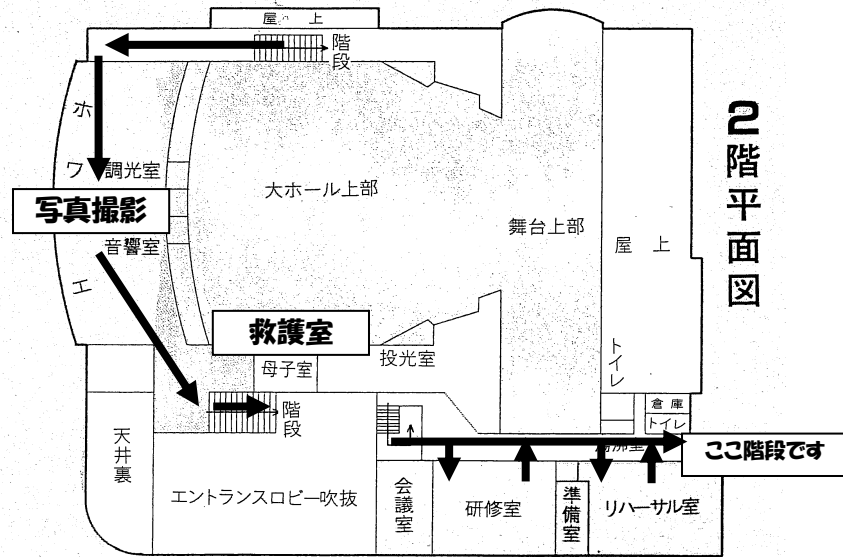 屋上
階段
ホワイエ
調光室
写真撮影
音響室
大ホール上部
舞台上部
屋上
2階平面図
救護室
母子室
投光室
トイレ
階段
倉庫
トイレ
ここ階段です
天井裏
エントランスロビー吹抜
会議室
研修室
準備室
リハーサル室